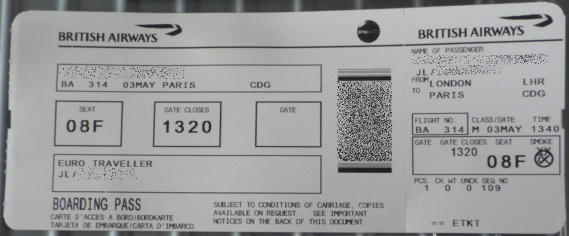 BRITISH AIRWAYS
BA 314 03MAY PARIS CDG
SEAT
08F
GATE CLOSES
1320
GATE
EURO TRAVELLER
JL/
BOARDING PASS
CARTE D'ACCES A BORD/BORDKARTE
TARJETA DE EMBARQUE/CARTA D'IMBARCO
SUBJECT TO CONDITIONS OF CARRIAGE, COPIES
AVAILABLE ON REQUEST. SEE IMPORTANT
NOTICES ON THE BACK OF THIS DOCUMENT
BRITISH AIRWAYS
NAME OF PASSENGER
JL/
FROM LONDON LHR
TO PARIS CDG
FLIGHT NO. CLASS/DATE TIME
BA 314 M 03MAY 1340
GATE GATE CLOSES SEAT SMOKE
1320 08F
PCS. CK WT UNCK SEQ NO
1 0 0 109
== ETKT